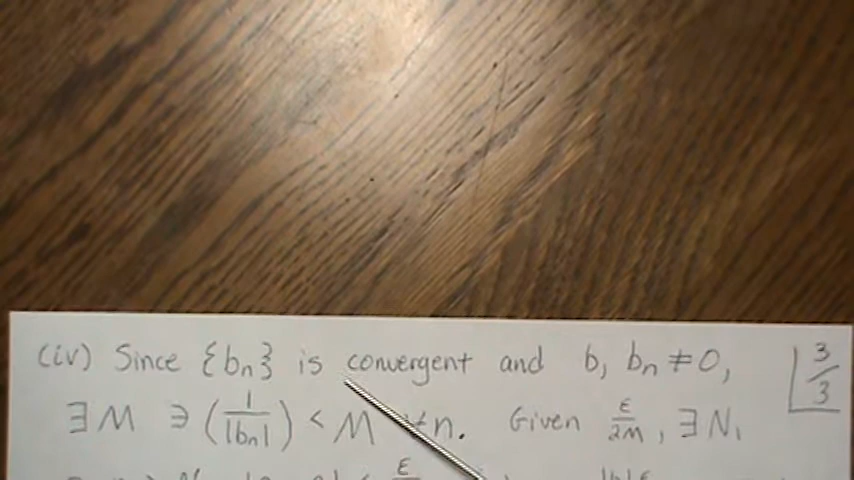 (iv) Since {bₙ} is convergent and b, bₙ ≠ 0,
3/3
∃ M ∋ (1/|bₙ|) < M ∀ n. Given ε/2M, ∃ N₁